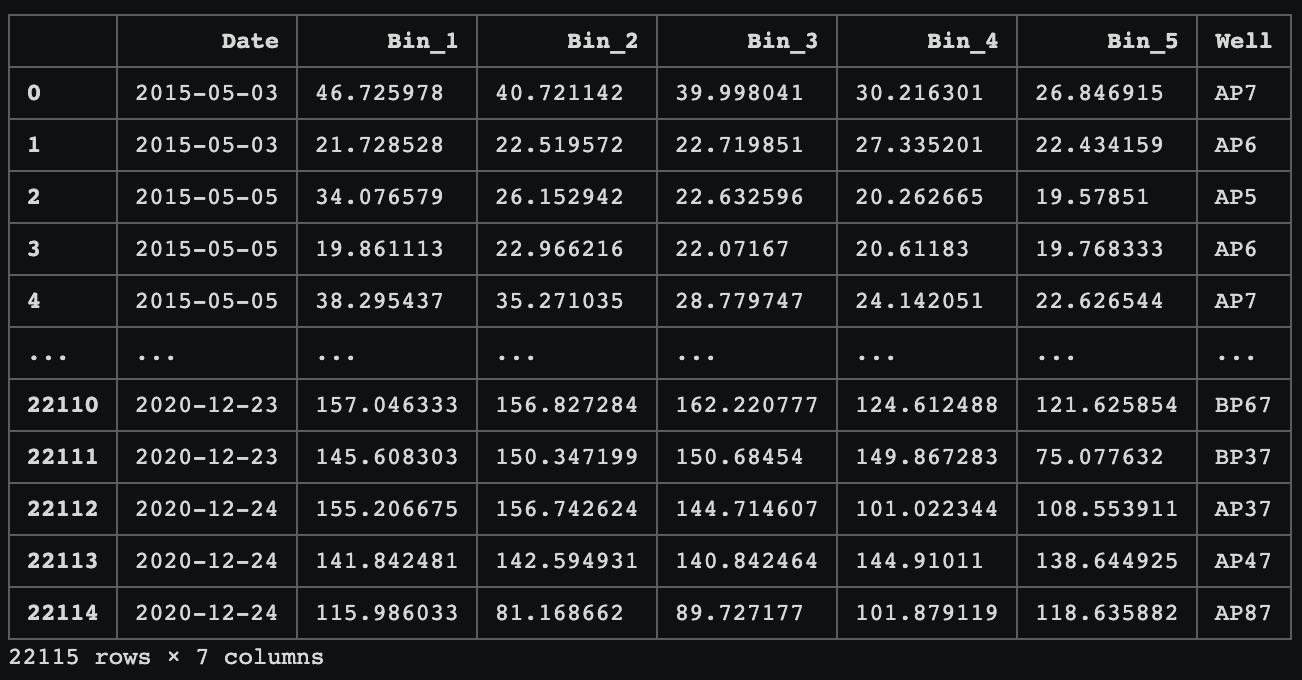 Date Bin_1 Bin_2 Bin_3 Bin_4 Bin_5 Well
0 2015-05-03 46.725978 40.721142 39.998041 30.216301 26.846915 AP7
1 2015-05-03 21.728528 22.519572 22.719851 27.335201 22.434159 AP6
2 2015-05-05 34.076579 26.152942 22.632596 20.262665 19.57851 AP5
3 2015-05-05 19.861113 22.966216 22.07167 20.61183 19.768333 AP6
4 2015-05-05 38.295437 35.271035 28.779747 24.142051 22.626544 AP7
... ... ... ... ... ... ... ...
22110 2020-12-23 157.046333 156.827284 162.220777 124.612488 121.625854 BP67
22111 2020-12-23 145.608303 150.347199 150.68454 149.867283 75.077632 BP37
22112 2020-12-24 155.206675 156.742624 144.714607 101.022344 108.553911 AP37
22113 2020-12-24 141.842481 142.594931 140.842464 144.91011 138.644925 AP47
22114 2020-12-24 115.986033 81.168662 89.727177 101.879119 118.635882 AP87
22115 rows × 7 columns